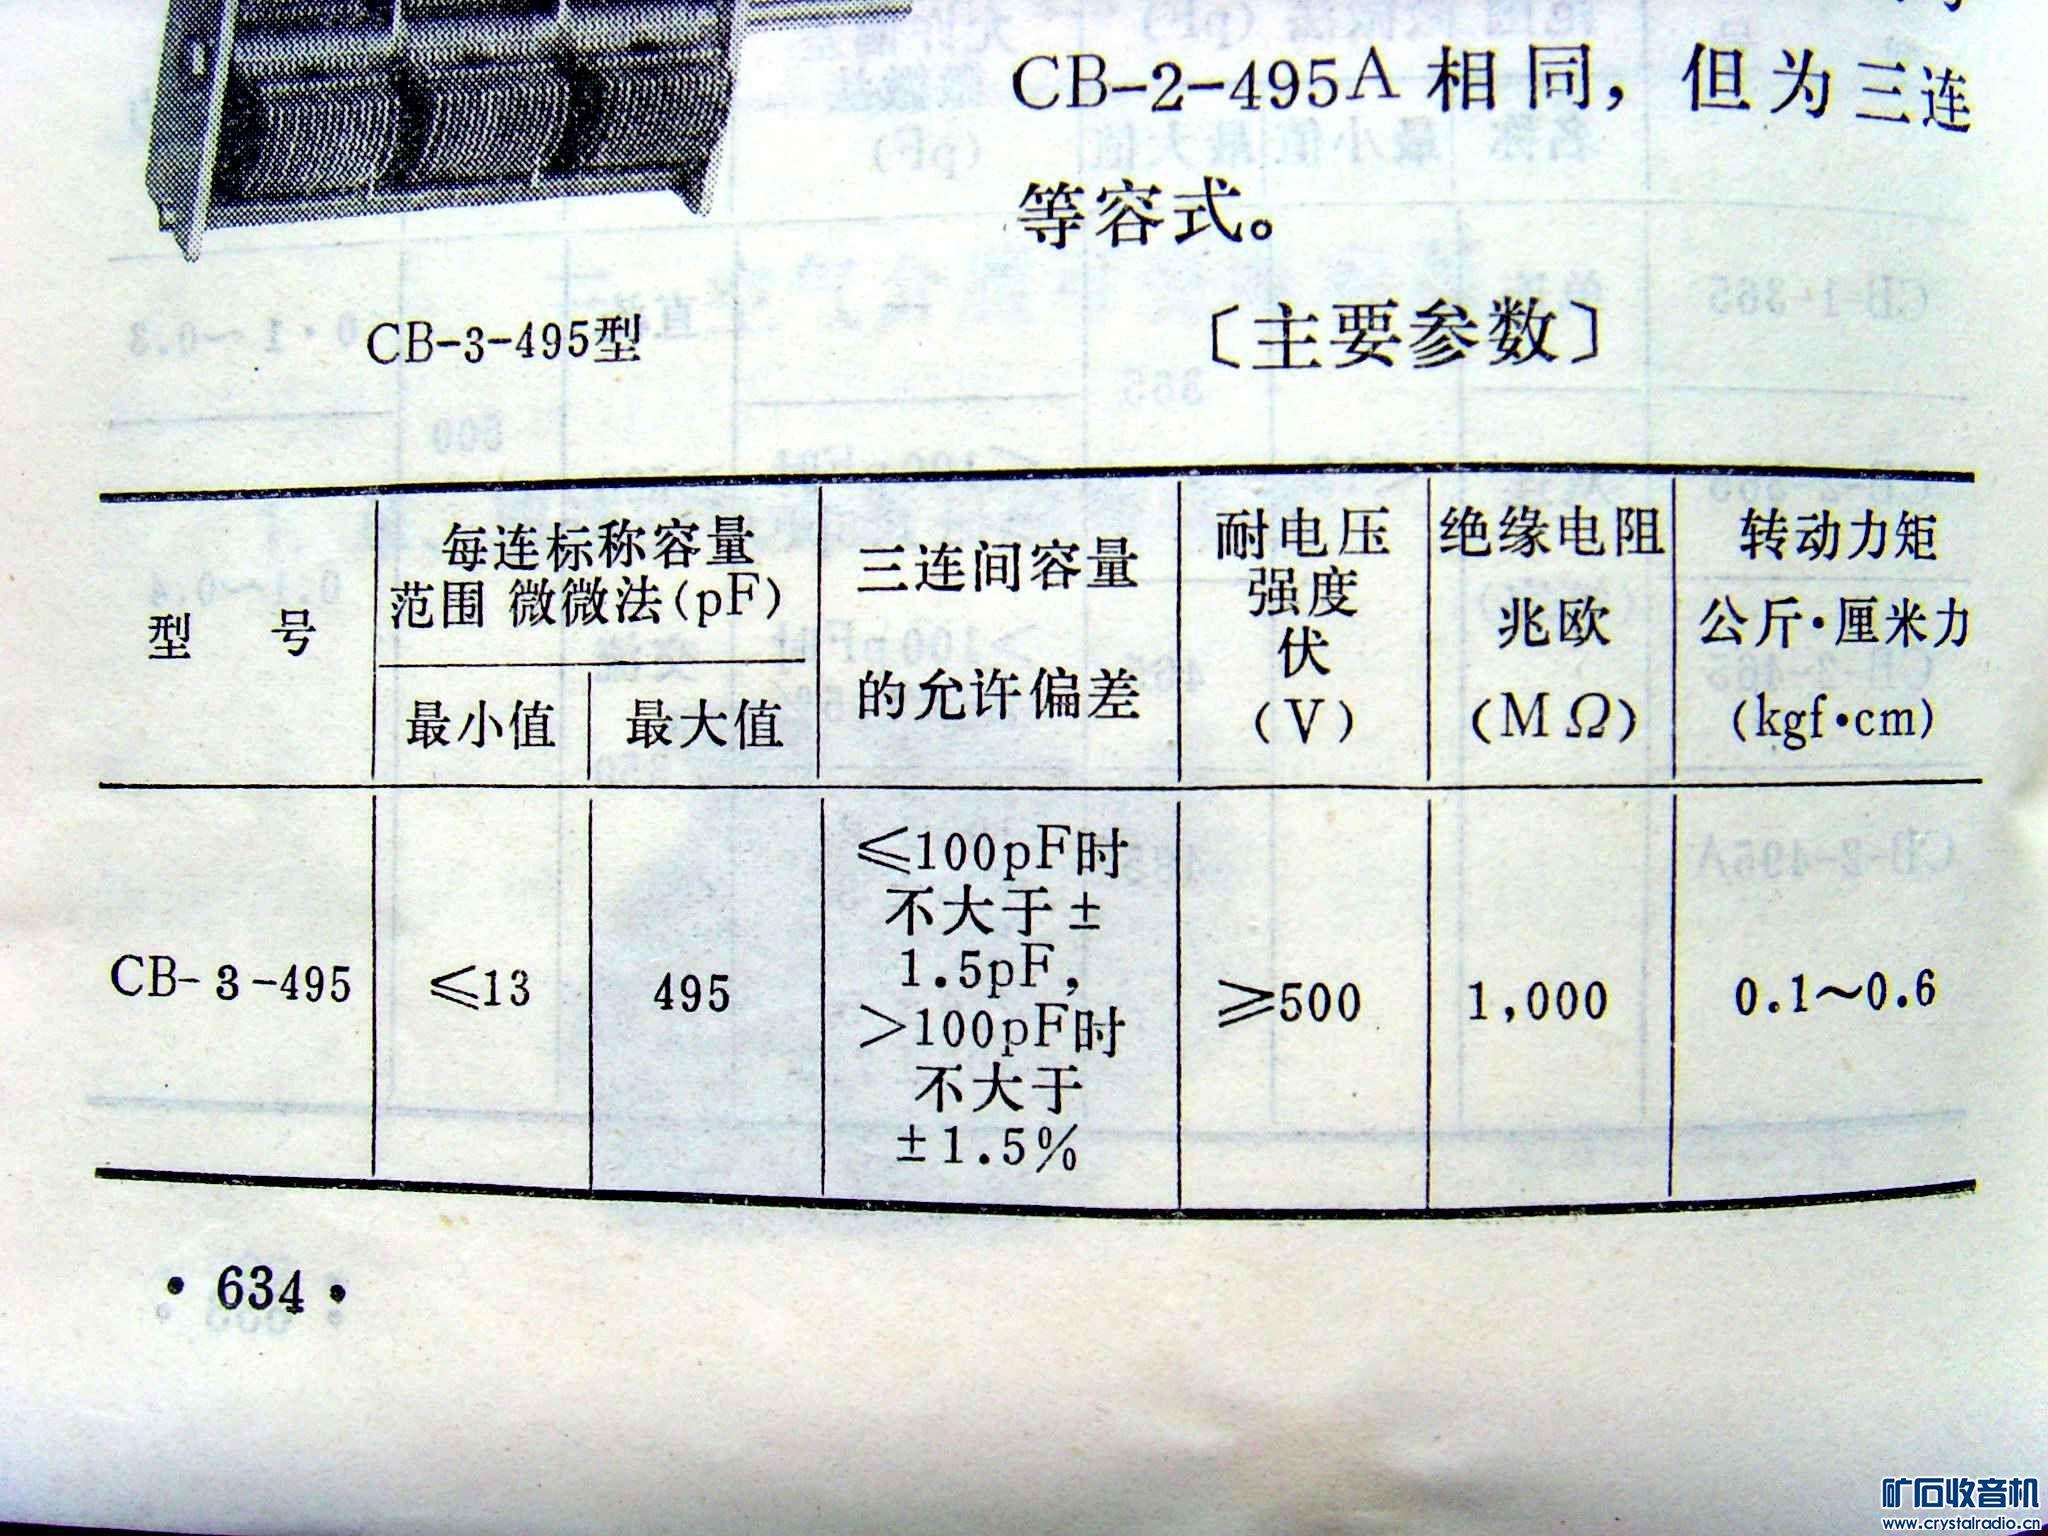 CB-2-495A 相同，但为三连
等容式。
CB-3-495型
〔主要参数〕
型 号
每连标称容量
范围 微微法(pF)
最小值 最大值
三连间容量
的允许偏差
耐电压
强度
伏
(V)
绝缘电阻
兆欧
(MΩ)
转动力矩
公斤·厘米力
(kgf·cm)
CB-3-495
≤13
495
≤100pF时
不大于±
1.5pF，
>100pF时
不大于
±1.5%
≥500
1,000
0.1～0.6
·634·
矿石收音机
www.crystalradio.cn